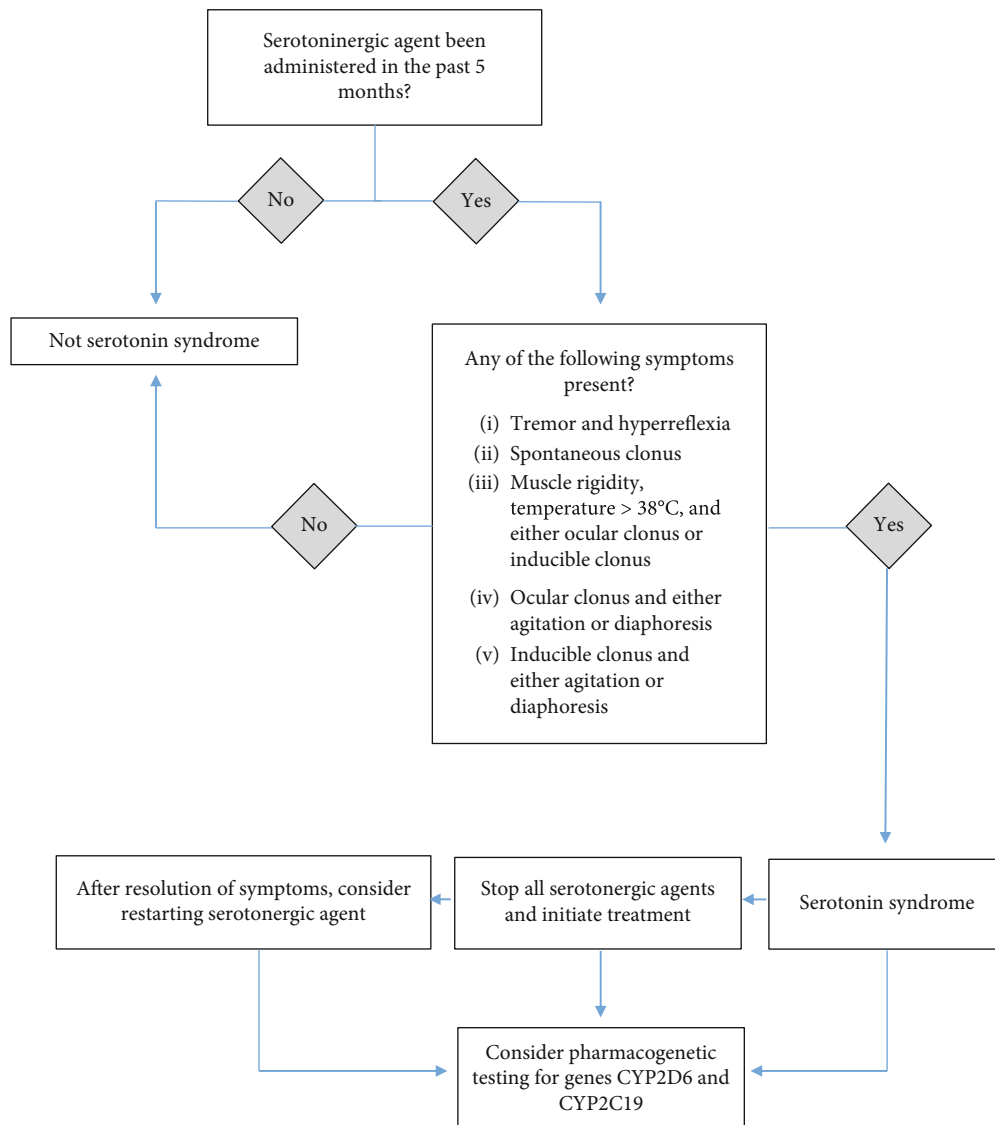 Serotoninergic agent been
administered in the past 5
months?
No
Yes
Not serotonin syndrome
Any of the following symptoms
present?
(i) Tremor and hyperreflexia
(ii) Spontaneous clonus
(iii) Muscle rigidity,
temperature > 38°C, and
either ocular clonus or
inducible clonus
(iv) Ocular clonus and either
agitation or diaphoresis
(v) Inducible clonus and
either agitation or
diaphoresis
No
Yes
After resolution of symptoms, consider
restarting serotonergic agent
Stop all serotonergic agents
and initiate treatment
Serotonin syndrome
Consider pharmacogenetic
testing for genes CYP2D6 and
CYP2C19